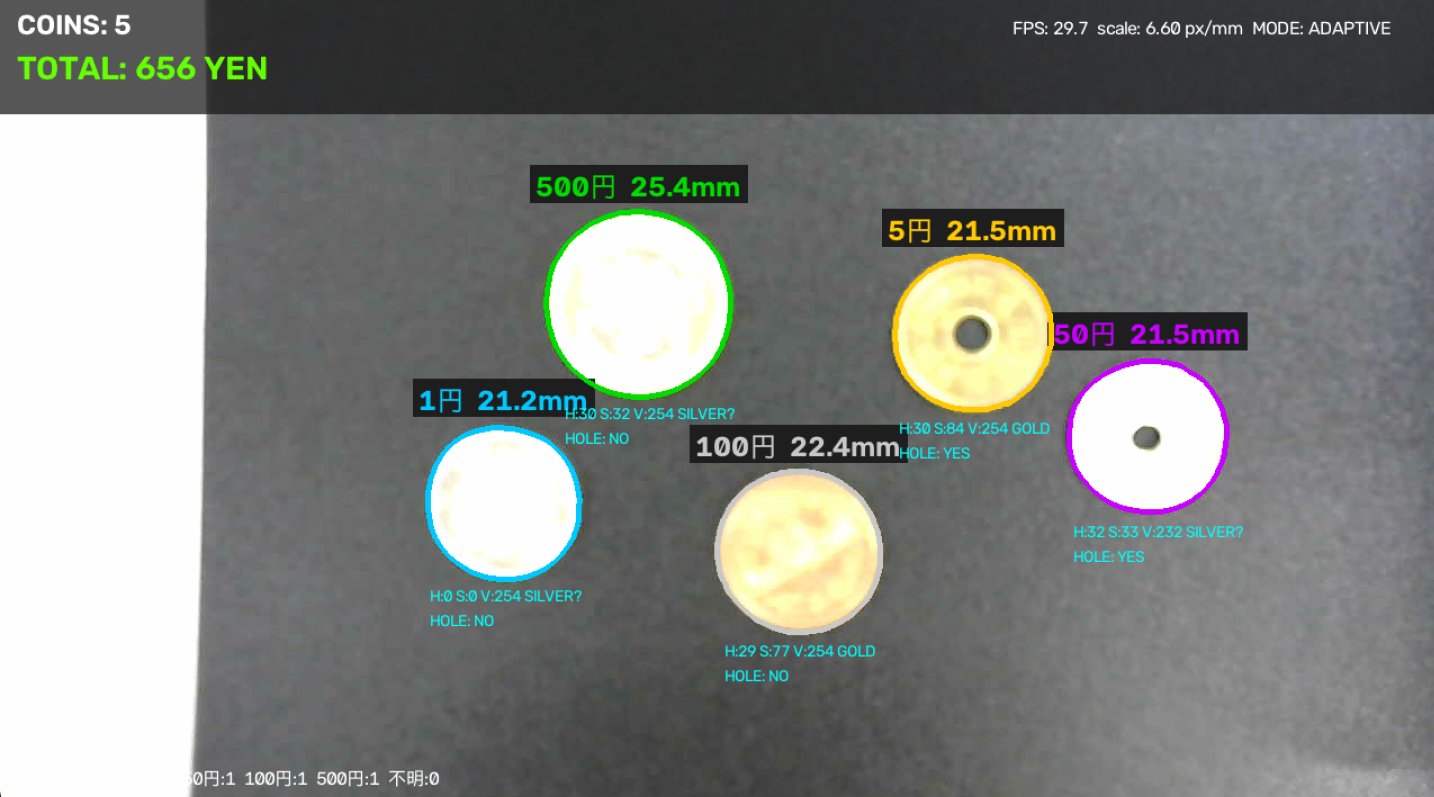 COINS: 5
TOTAL: 656 YEN
FPS: 29.7 scale: 6.60 px/mm MODE: ADAPTIVE
500円 25.4mm
H:30 S:32 V:254 SILVER?
HOLE: NO
5円 21.5mm
H:30 S:84 V:254 GOLD
HOLE: YES
50円 21.5mm
H:32 S:33 V:232 SILVER?
HOLE: YES
1円 21.2mm
H:0 S:0 V:254 SILVER?
HOLE: NO
100円 22.4mm
H:29 S:77 V:254 GOLD
HOLE: NO
50円:1 100円:1 500円:1 不明:0